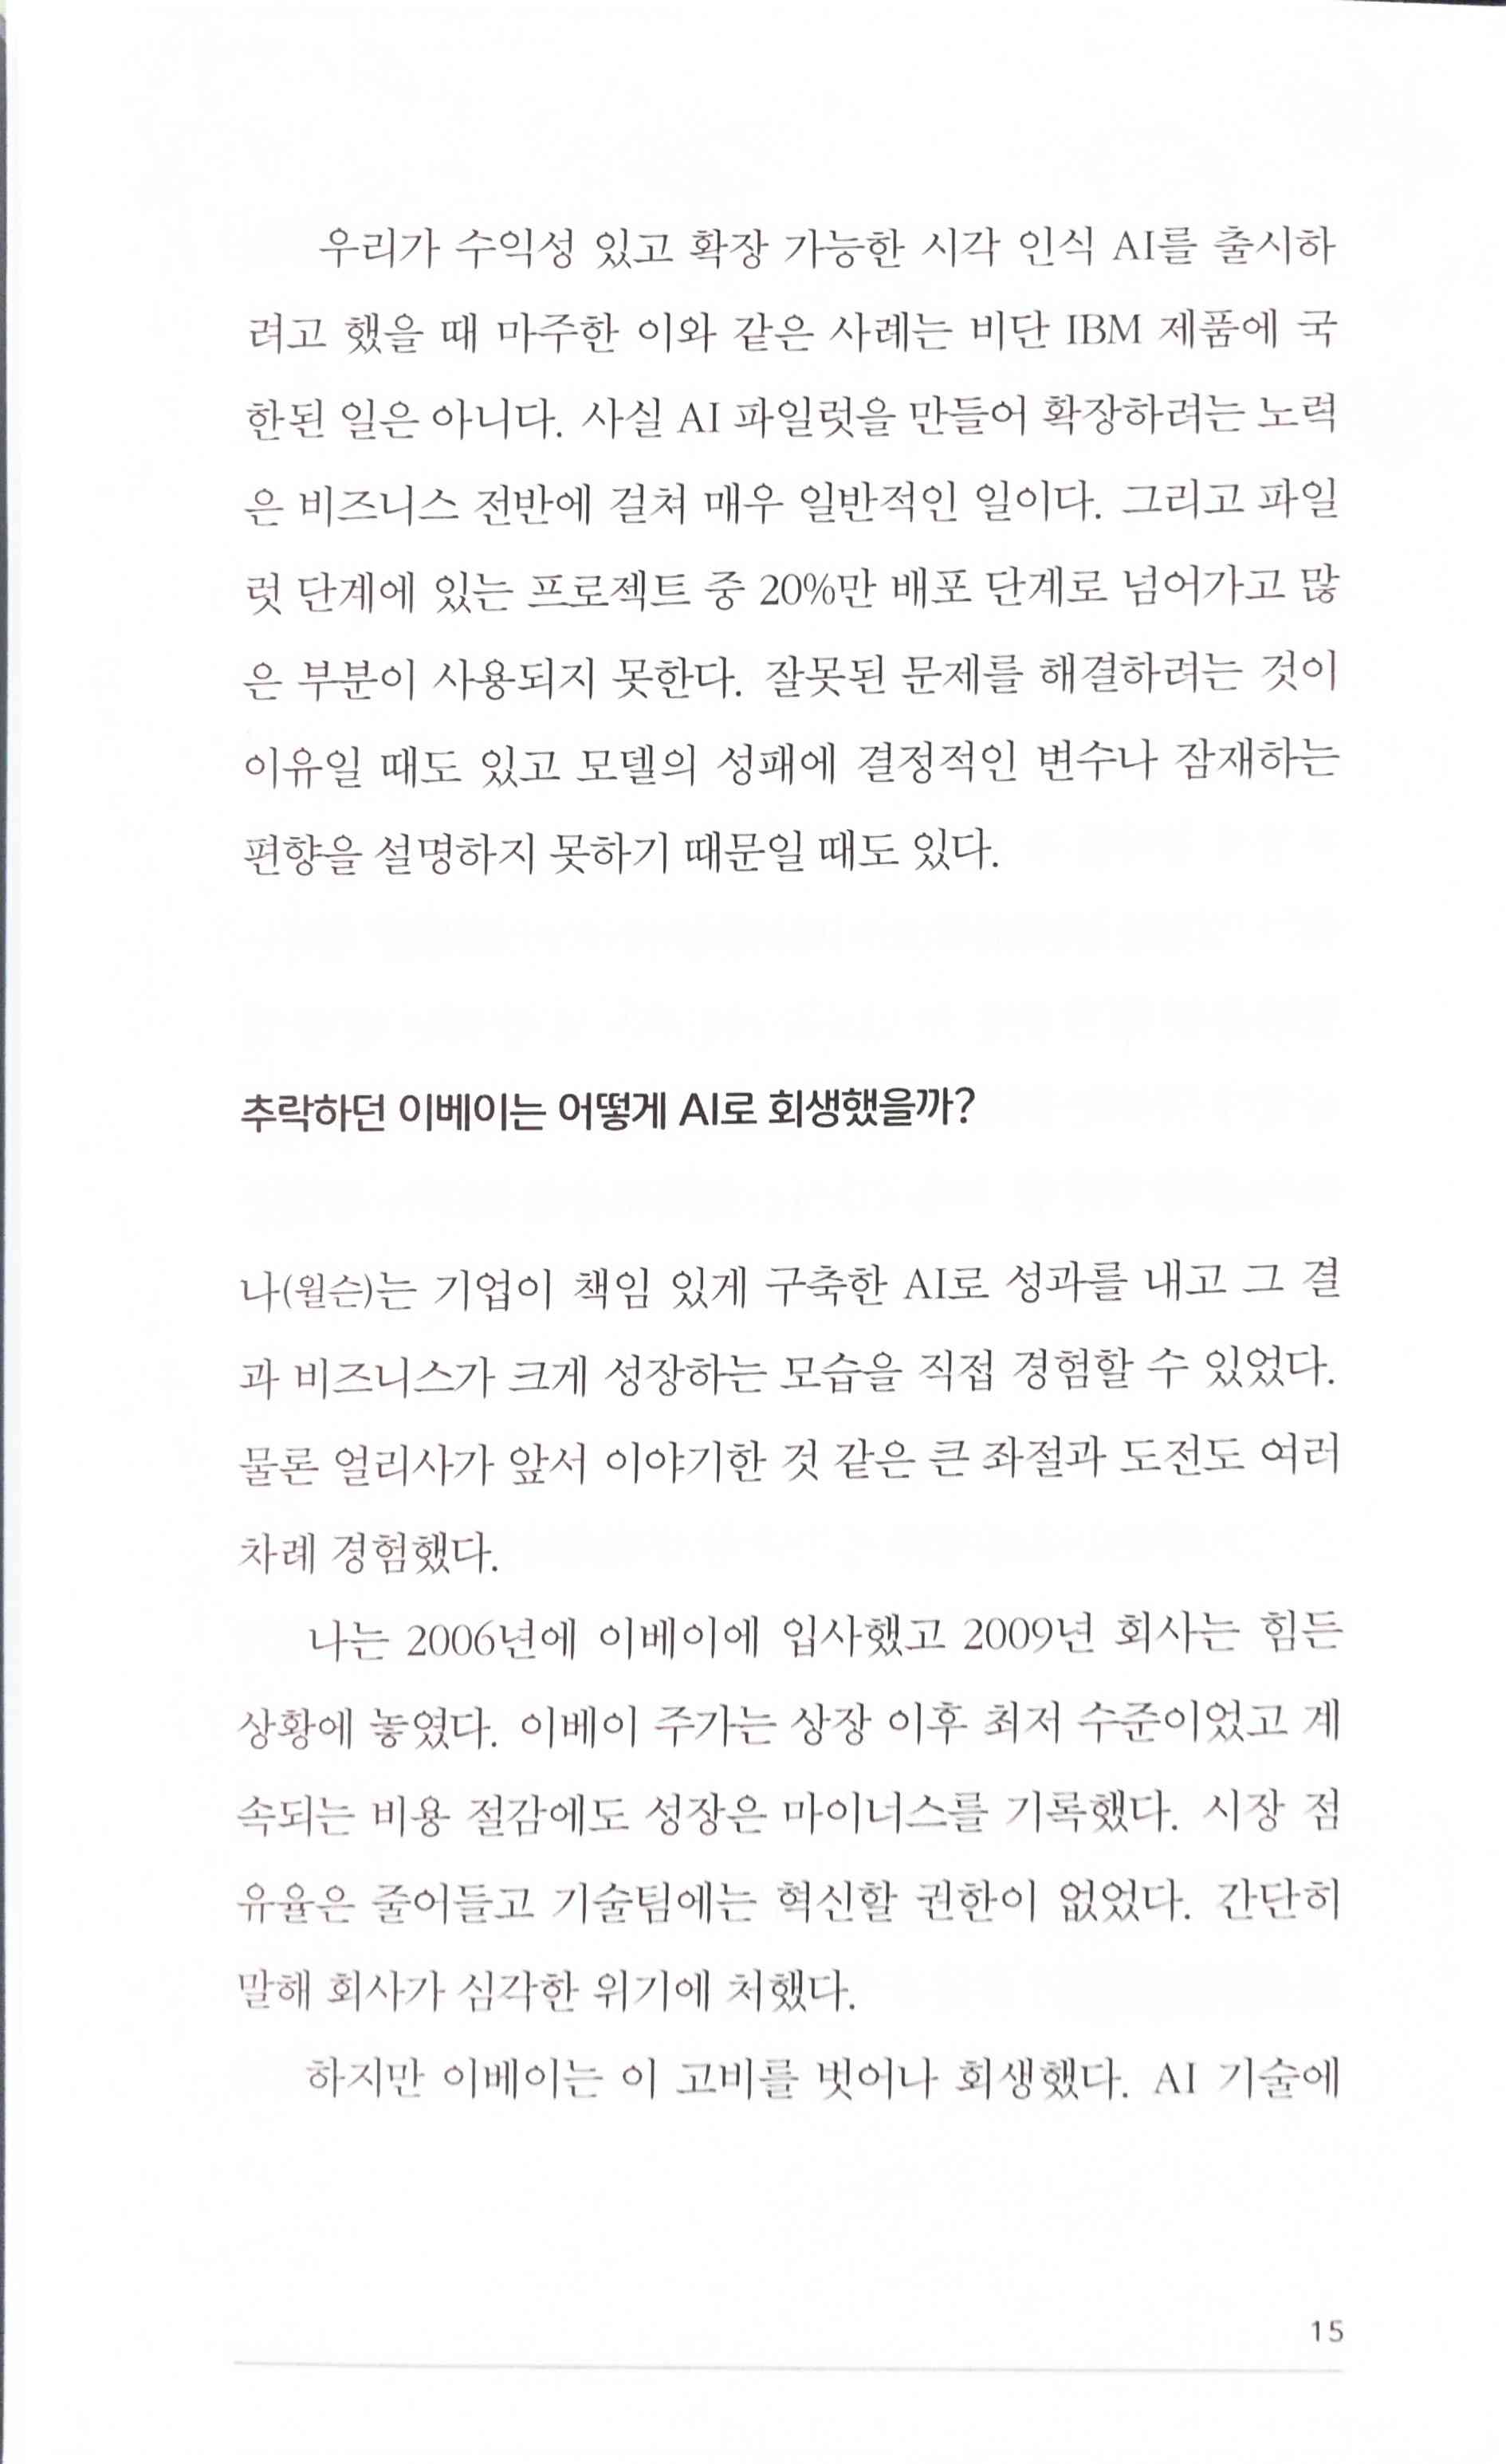 우리가 수익성 있고 확장 가능한 시각 인식 AI를 출시하
려고 했을 때 마주한 이와 같은 사례는 비단 IBM 제품에 국
한된 일은 아니다. 사실 AI 파일럿을 만들어 확장하려는 노력
은 비즈니스 전반에 걸쳐 매우 일반적인 일이다. 그리고 파일
럿 단계에 있는 프로젝트 중 20%만 배포 단계로 넘어가고 많
은 부분이 사용되지 못한다. 잘못된 문제를 해결하려는 것이
이유일 때도 있고 모델의 성패에 결정적인 변수나 잠재하는
편향을 설명하지 못하기 때문일 때도 있다.
추락하던 이베이는 어떻게 AI로 회생했을까?
나(윌슨)는 기업이 책임 있게 구축한 AI로 성과를 내고 그 결
과 비즈니스가 크게 성장하는 모습을 직접 경험할 수 있었다.
물론 얼리사가 앞서 이야기한 것 같은 큰 좌절과 도전도 여러
차례 경험했다.
나는 2006년에 이베이에 입사했고 2009년 회사는 힘든
상황에 놓였다. 이베이 주가는 상장 이후 최저 수준이었고 계
속되는 비용 절감에도 성장은 마이너스를 기록했다. 시장 점
유율은 줄어들고 기술팀에는 혁신할 권한이 없었다. 간단히
말해 회사가 심각한 위기에 처했다.
하지만 이베이는 이 고비를 벗어나 회생했다. AI 기술에
15